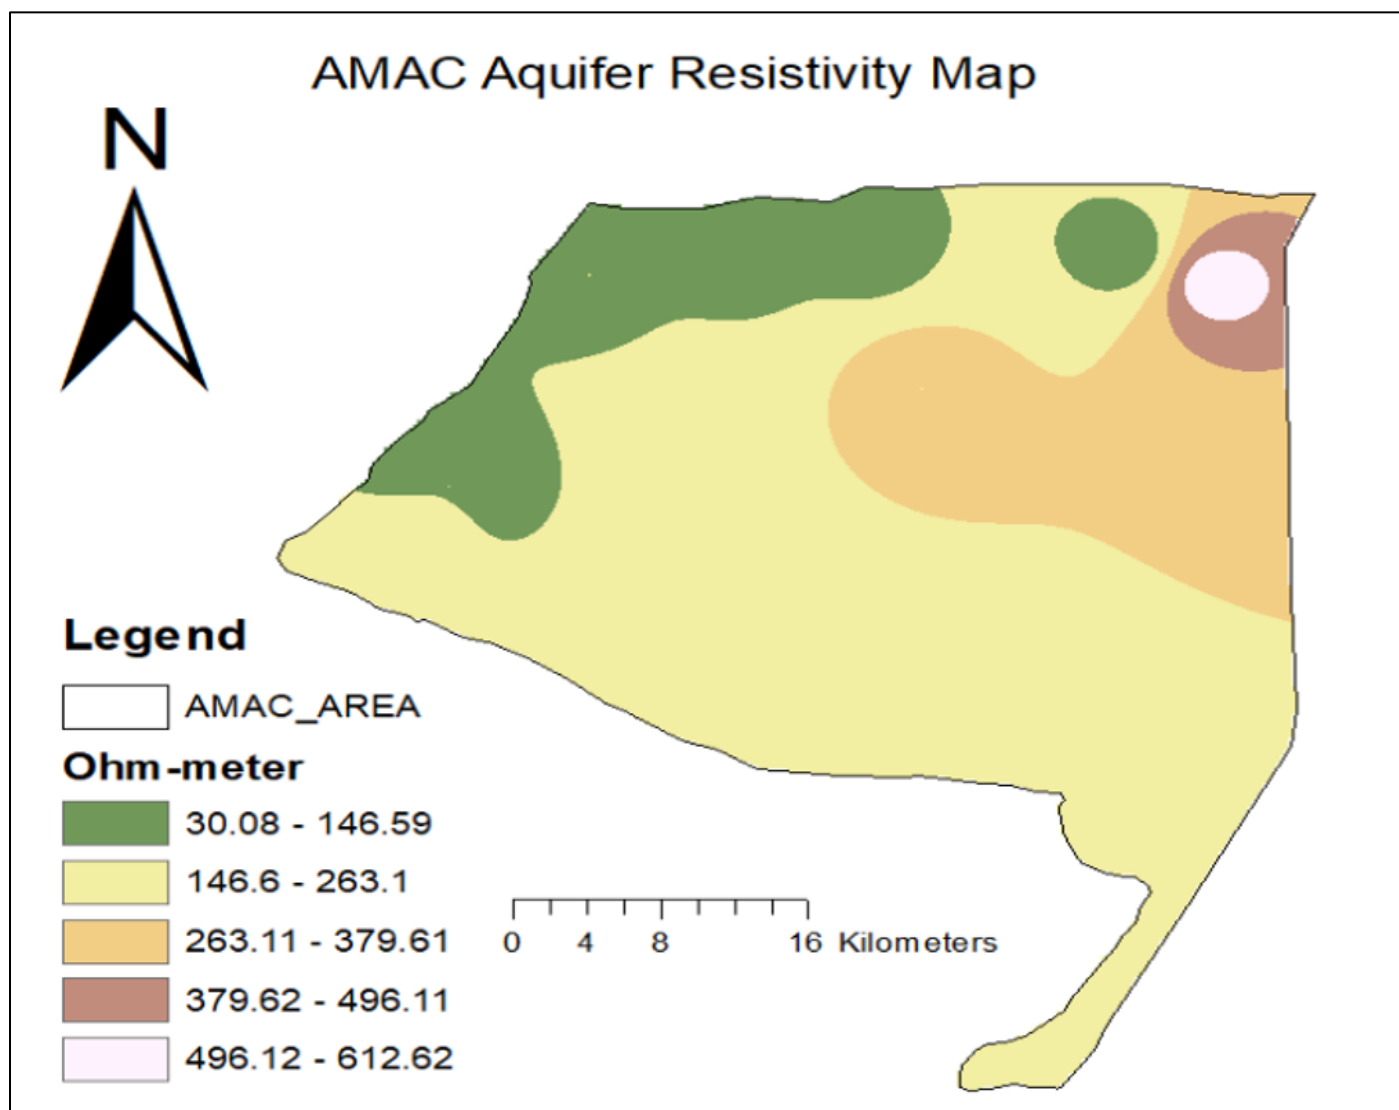 AMAC Aquifer Resistivity Map
N
Legend
AMAC_AREA
Ohm-meter
30.08 - 146.59
146.6 - 263.1
263.11 - 379.61
379.62 - 496.11
496.12 - 612.62
0 4 8 16 Kilometers